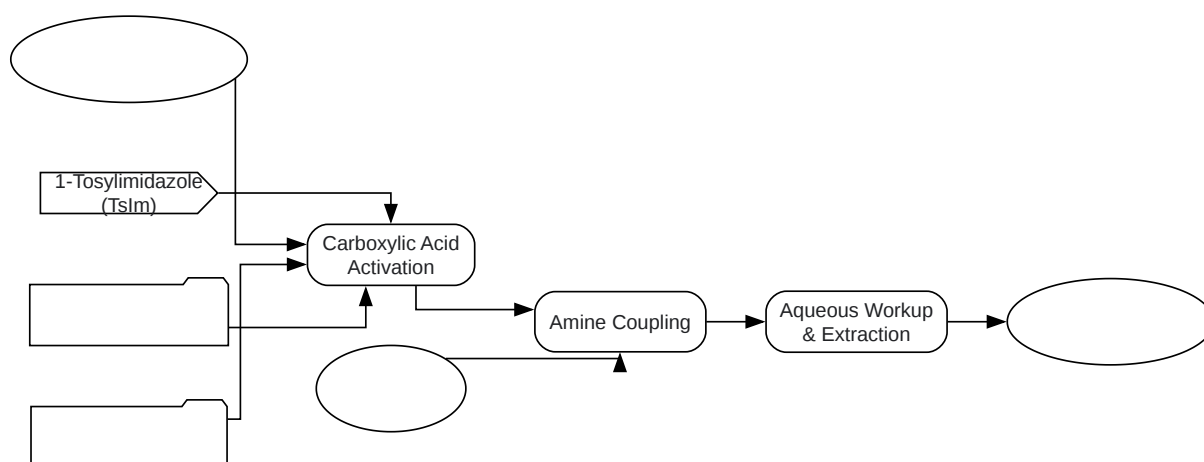 1-Tosylimidazole
(TsIm)
Carboxylic Acid
Activation
Amine Coupling
Aqueous Workup
& Extraction